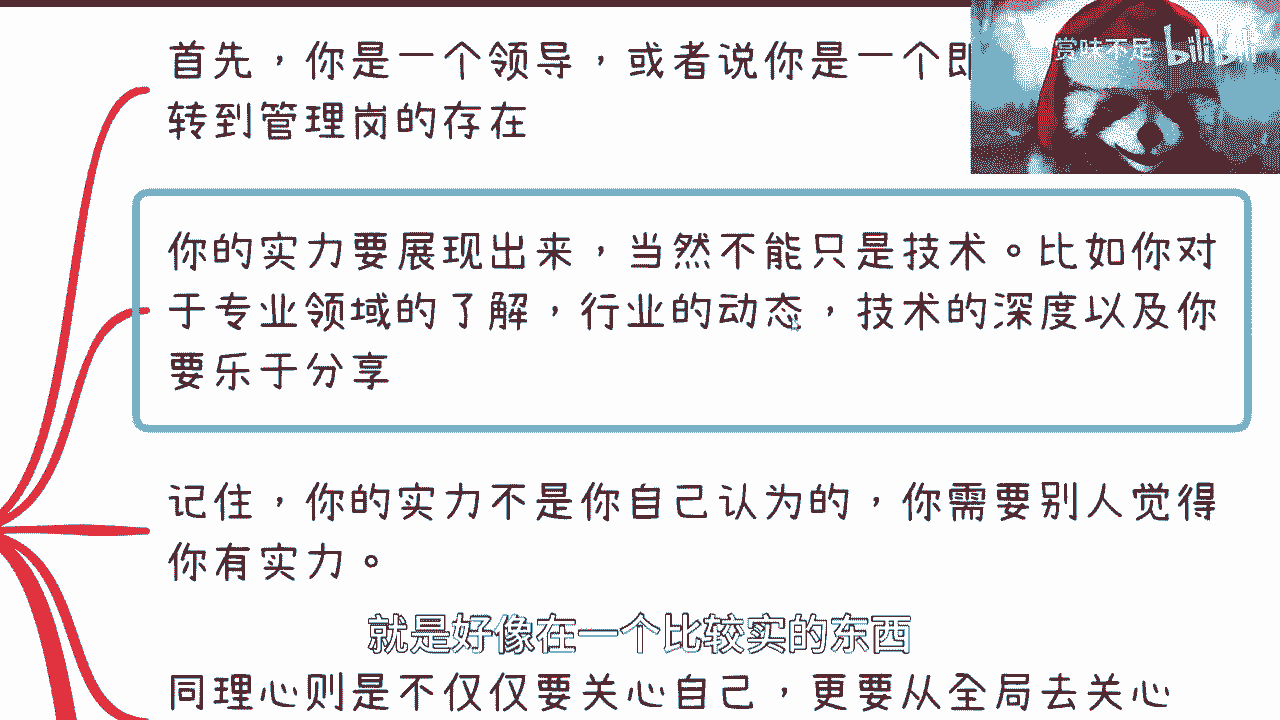 首先，你是一个领导，或者说你是一个即
转到管理岗的存在
赏味不足 bilibili
你的实力要展现出来，当然不能只是技术。比如你对
于专业领域的了解，行业的动态，技术的深度以及你
要乐于分享
记住，你的实力不是你自己认为的，你需要别人觉得
你有实力。
就是好像在一个比较实的东西
同理心则是不仅仅要关心自己，更要从全局去关心